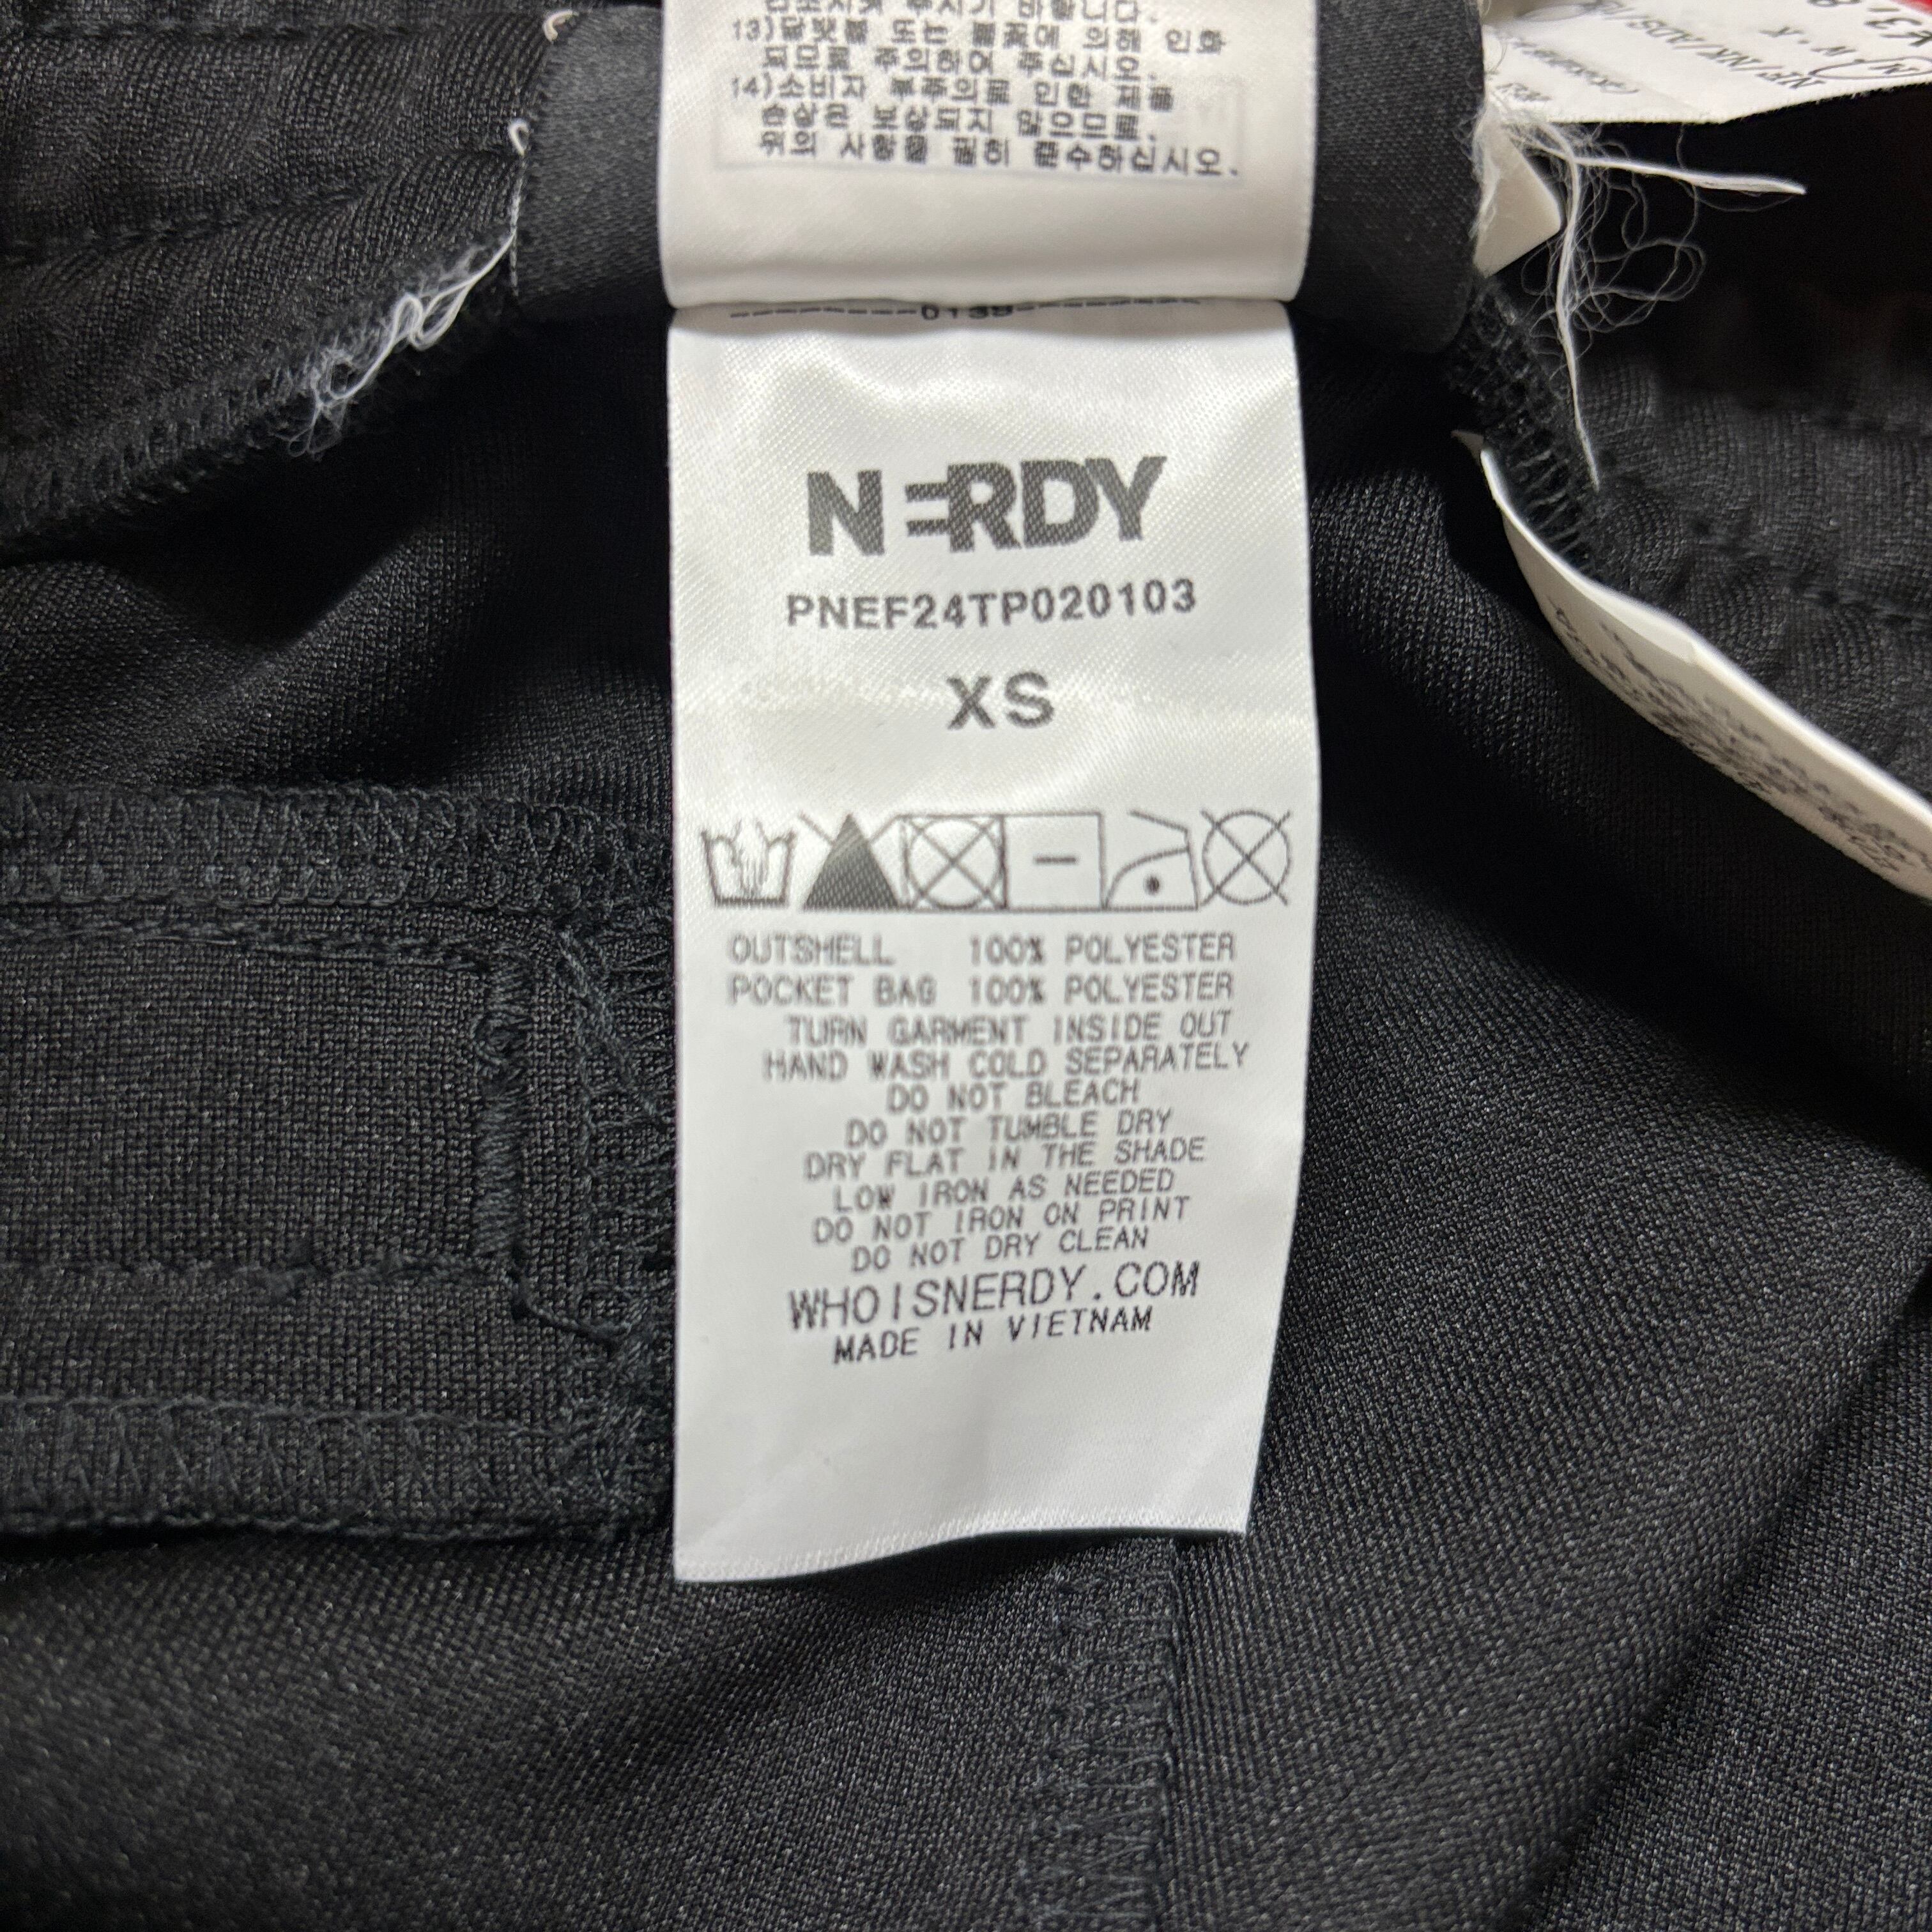 13)담뱃불 또는 불꽃에 의해 인화
되므로 주의하여 주십시오.
14)소비자 부주의로 인한 제품
손상은 보상되지 않으므로,
위의 사항을 필히 준수하십시오.
NERDY
PNEF24TP020103
XS
OUTSHELL 100% POLYESTER
POCKET BAG 100% POLYESTER
TURN GARMENT INSIDE OUT
HAND WASH COLD SEPARATELY
DO NOT BLEACH
DO NOT TUMBLE DRY
DRY FLAT IN THE SHADE
LOW IRON AS NEEDED
DO NOT IRON ON PRINT
DO NOT DRY CLEAN
WHOISNERDY.COM
MADE IN VIETNAM